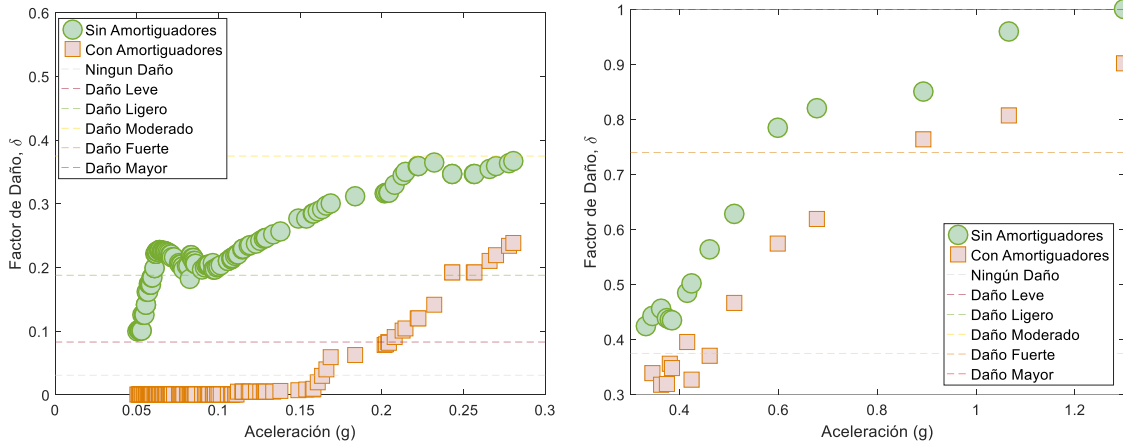 0.6
0.5
0.4
0.3
0.2
0.1
0
Factor de Daño, δ
Sin Amortiguadores
Con Amortiguadores
Ningun Daño
Daño Leve
Daño Ligero
Daño Moderado
Daño Fuerte
Daño Mayor
0 0.05 0.1 0.15 0.2 0.25 0.3
Aceleración (g)
1
0.9
0.8
0.7
0.6
0.5
0.4
0.3
Factor de Daño, δ
Sin Amortiguadores
Con Amortiguadores
Ningún Daño
Daño Leve
Daño Ligero
Daño Moderado
Daño Fuerte
Daño Mayor
0.4 0.6 0.8 1 1.2
Aceleración (g)